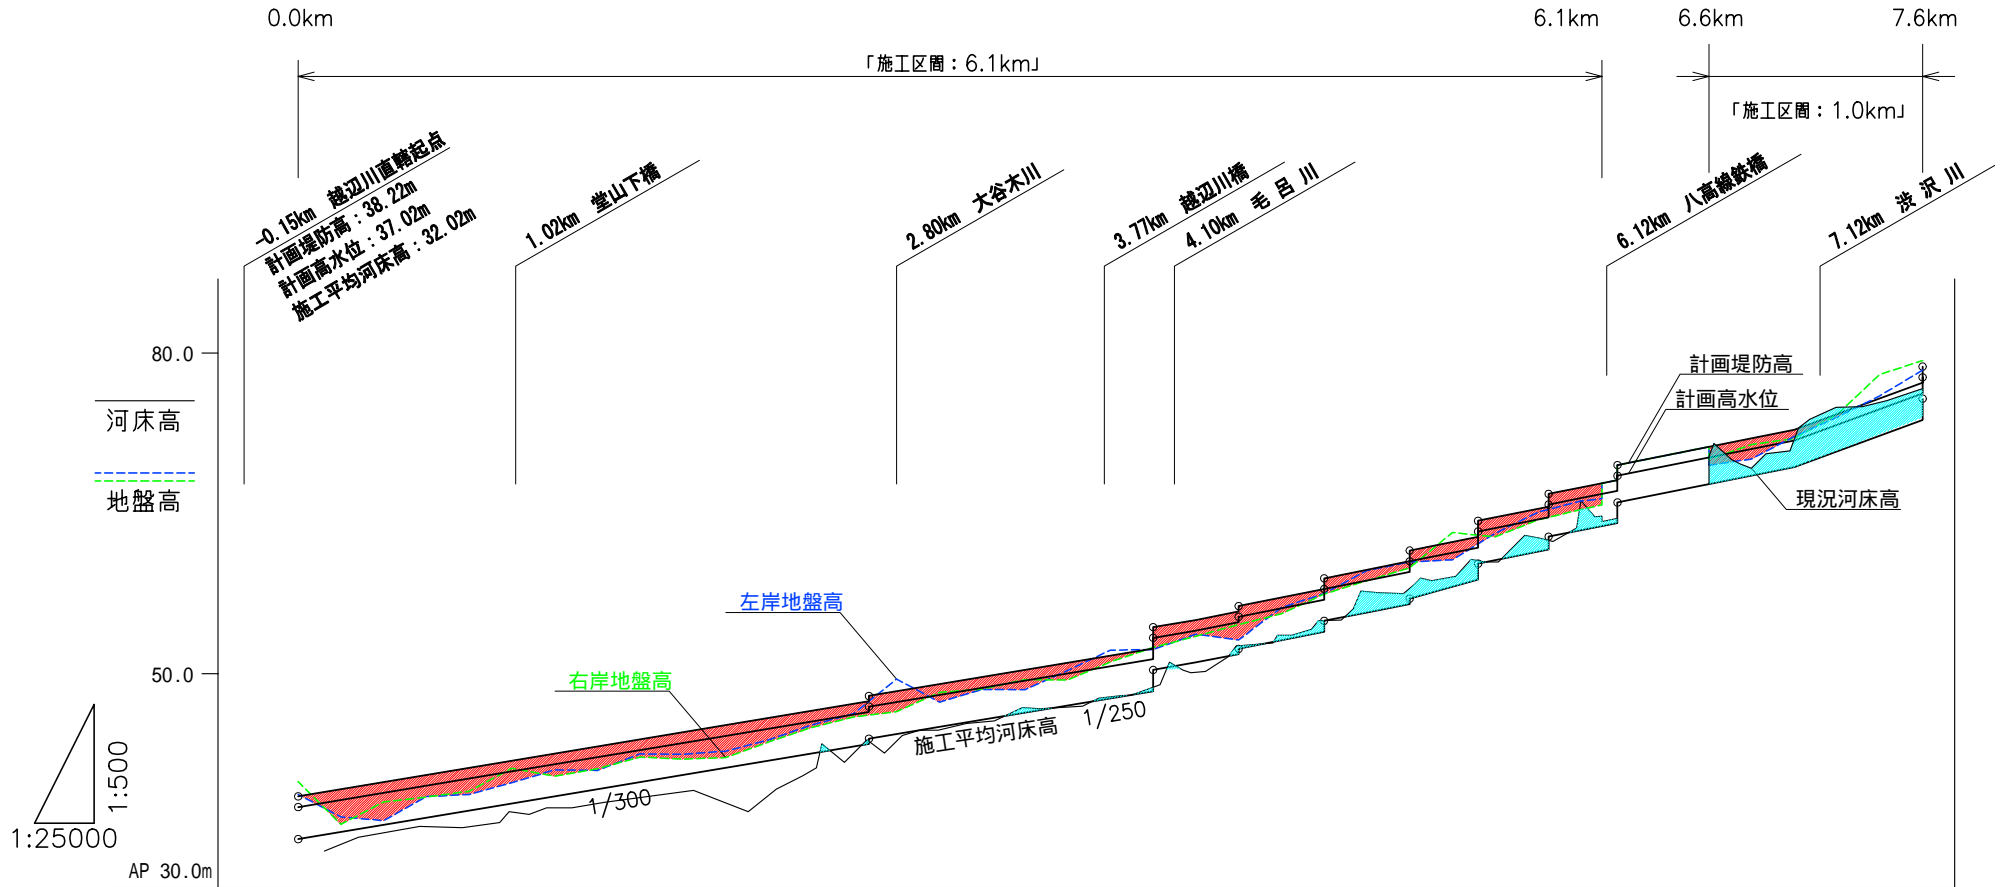 0.0km
6.1km
6.6km
7.6km
「施工区間：6.1km」
「施工区間：1.0km」
-0.15km 越辺川直轄起点
計画堤防高：38.22m
計画高水位：37.02m
施工平均河床高：32.02m
1.02km 堂山下橋
2.80km 大谷木川
3.77km 越辺川橋
4.10km 毛呂川
6.12km 八高線鉄橋
7.12km 渋沢川
80.0
計画堤防高
計画高水位
河床高
地盤高
現況河床高
左岸地盤高
50.0
右岸地盤高
施工平均河床高 1/250
1/300
1:500
1:25000
AP 30.0m